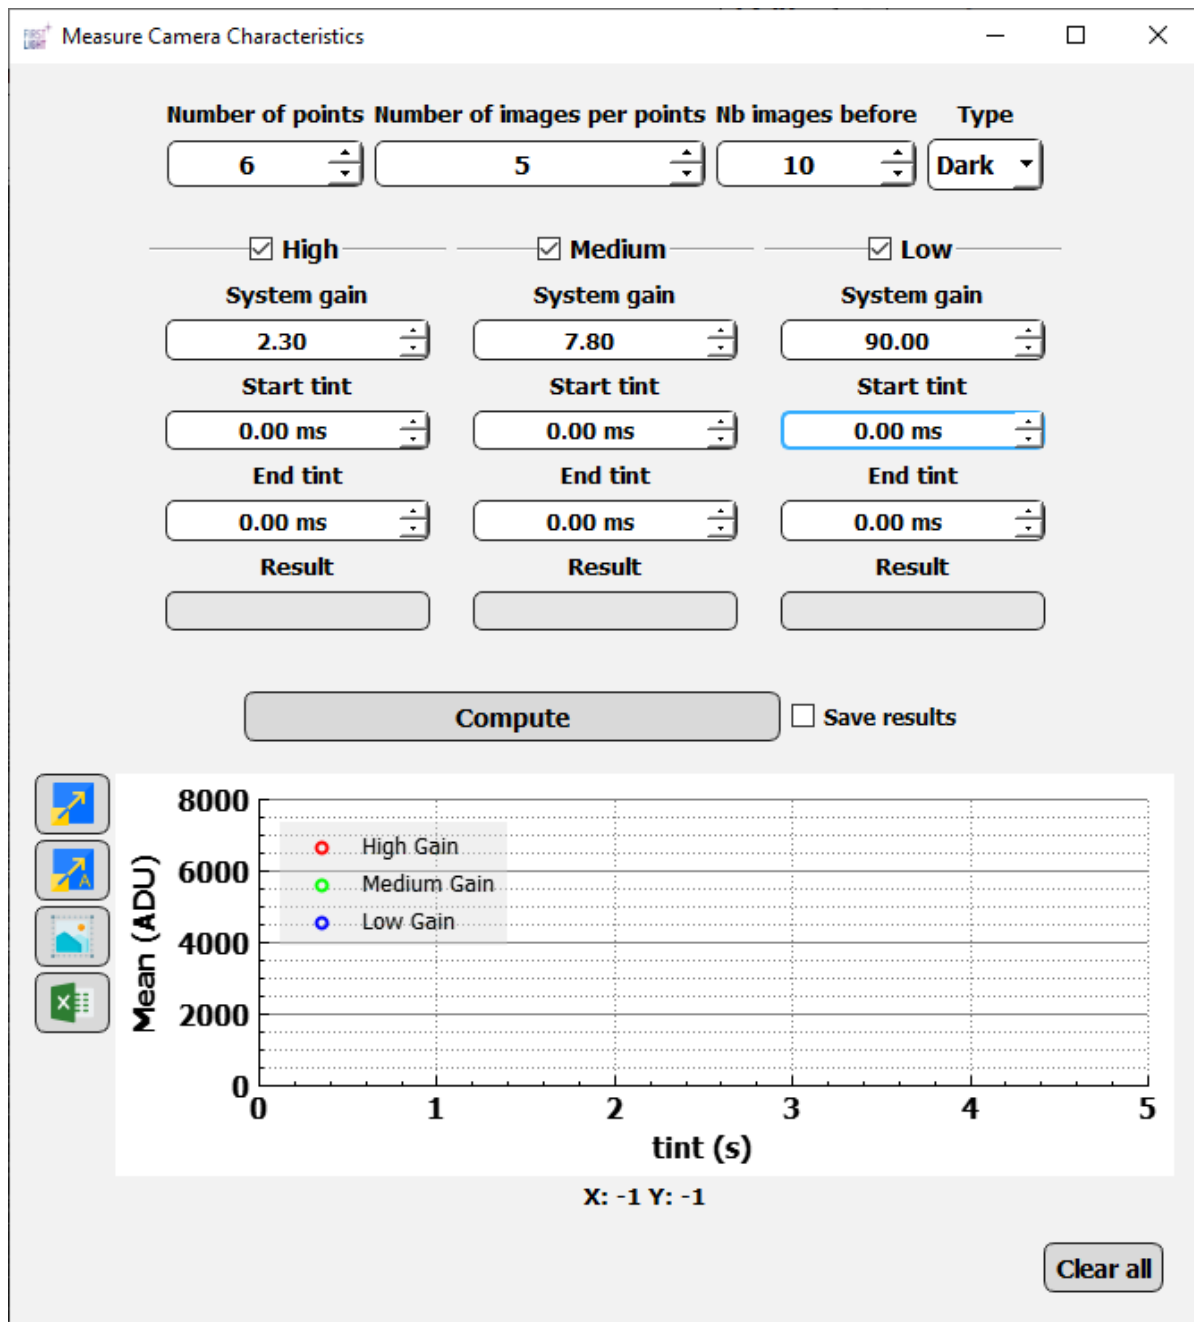 FIRST LIGHT Measure Camera Characteristics
Number of points Number of images per points Nb images before Type
6 5 10 Dark
High Medium Low
System gain System gain System gain
2.30 7.80 90.00
Start tint Start tint Start tint
0.00 ms 0.00 ms 0.00 ms
End tint End tint End tint
0.00 ms 0.00 ms 0.00 ms
Result Result Result
Compute Save results
8000
High Gain
6000
Medium Gain
Low Gain
4000
2000
0
Mean (ADU)
0 1 2 3 4 5
tint (s)
X: -1 Y: -1
Clear all